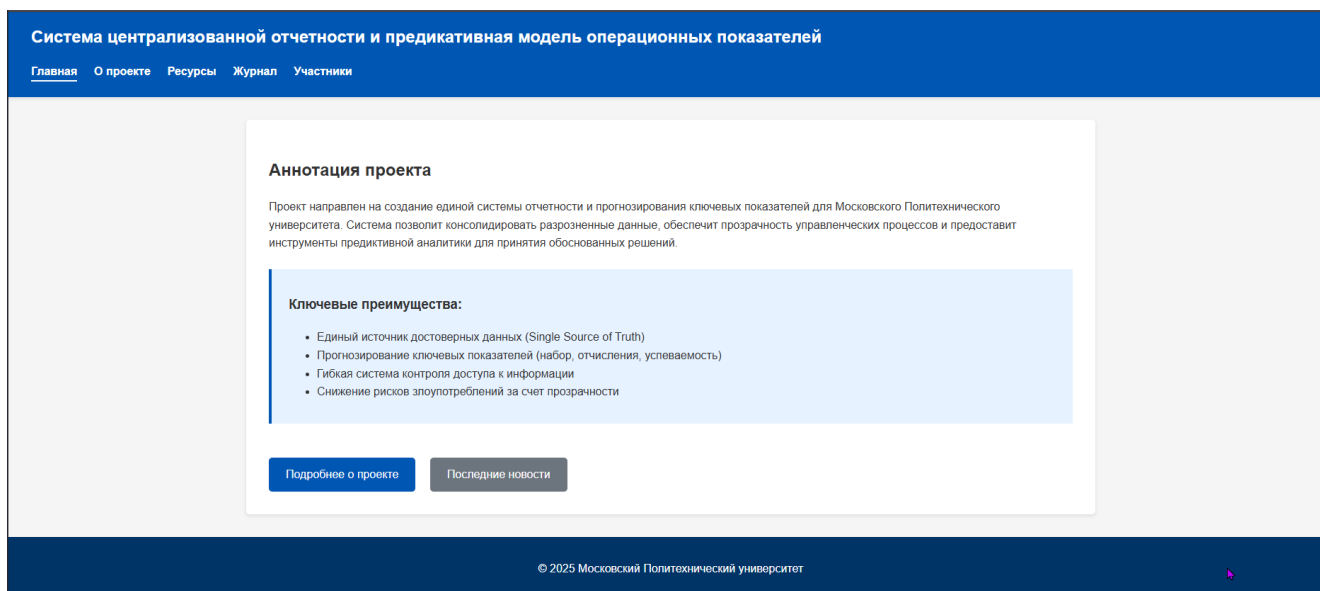 Система централизованной отчетности и предикативная модель операционных показателей
Главная О проекте Ресурсы Журнал Участники
Аннотация проекта
Проект направлен на создание единой системы отчетности и прогнозирования ключевых показателей для Московского Политехнического
университета. Система позволит консолидировать разрозненные данные, обеспечит прозрачность управленческих процессов и предоставит
инструменты предиктивной аналитики для принятия обоснованных решений.
Ключевые преимущества:
• Единый источник достоверных данных (Single Source of Truth)
• Прогнозирование ключевых показателей (набор, отчисления, успеваемость)
• Гибкая система контроля доступа к информации
• Снижение рисков злоупотреблений за счет прозрачности
Подробнее о проекте Последние новости
© 2025 Московский Политехнический университет